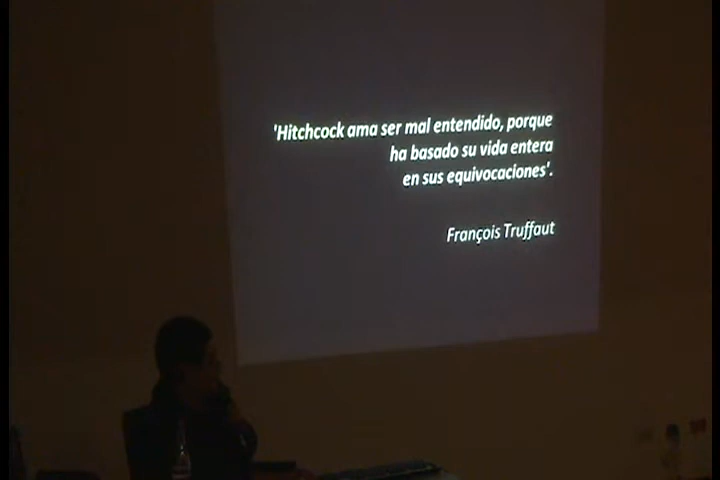 'Hitchcock ama ser mal entendido, porque
ha basado su vida entera
en sus equivocaciones'.
François Truffaut